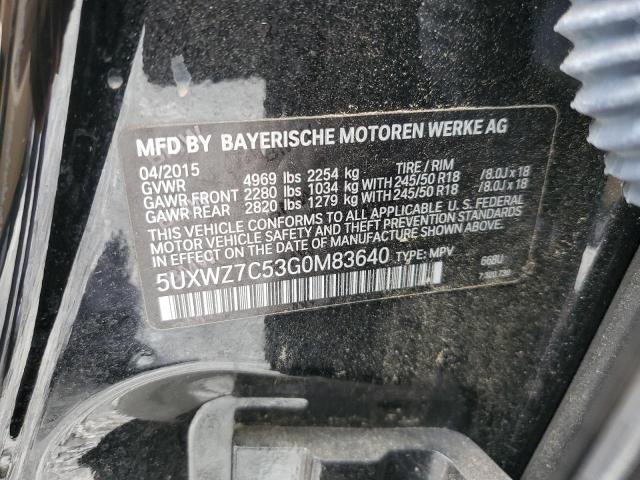 MFD BY BAYERISCHE MOTOREN WERKE AG
04/2015 TIRE / RIM
GVWR 4969 lbs 2254 kg
GAWR FRONT 2280 lbs 1034 kg WITH 245/50 R18 /8.0J x 18
GAWR REAR 2820 lbs 1279 kg WITH 245/50 R18 /8.0J x 18
THIS VEHICLE CONFORMS TO ALL APPLICABLE U. S. FEDERAL
MOTOR VEHICLE SAFETY AND THEFT PREVENTION STANDARDS
IN EFFECT ON THE DATE OF MANUFACTURE SHOWN ABOVE.
5UXWZ7C53G0M83640 TYPE: MPV 668U